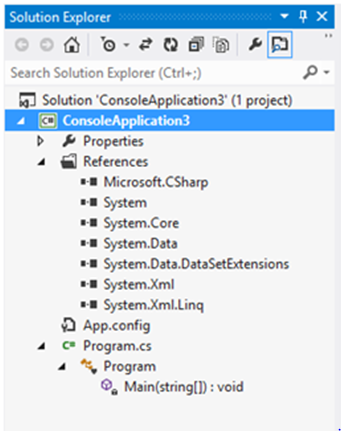 Solution Explorer
Search Solution Explorer (Ctrl+;)
Solution 'ConsoleApplication3' (1 project)
C# ConsoleApplication3
Properties
References
Microsoft.CSharp
System
System.Core
System.Data
System.Data.DataSetExtensions
System.Xml
System.Xml.Linq
App.config
C# Program.cs
Program
Main(string[]) : void